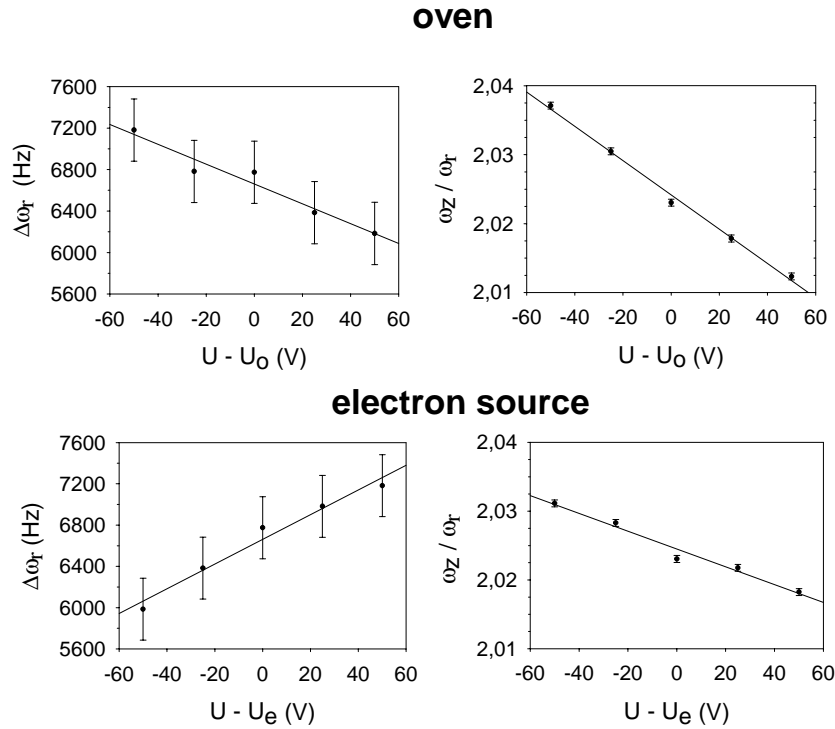 oven
7600
7200
6800
6400
6000
5600
Δωr (Hz)
-60 -40 -20 0 20 40 60
U - Uo (V)
2,04
2,03
2,02
2,01
ωz / ωr
-60 -40 -20 0 20 40 60
U - Uo (V)
electron source
7600
7200
6800
6400
6000
5600
Δωr (Hz)
-60 -40 -20 0 20 40 60
U - Ue (V)
2,04
2,03
2,02
2,01
ωz / ωr
-60 -40 -20 0 20 40 60
U - Ue (V)